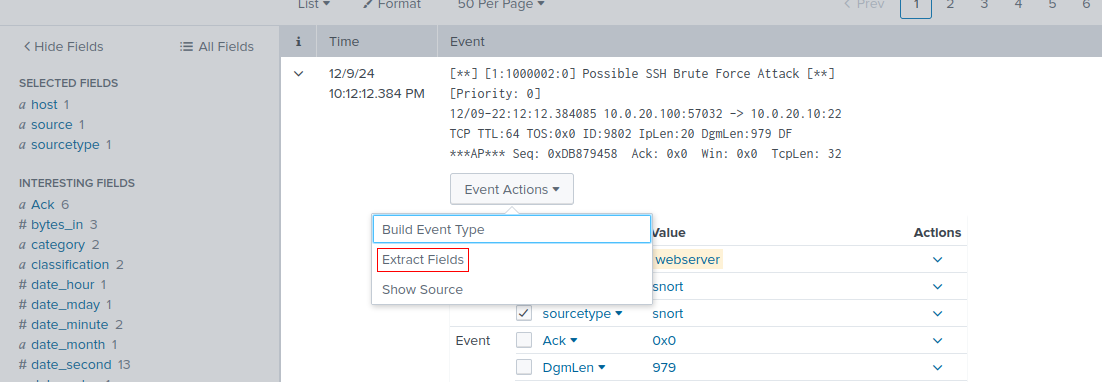 List
Format
50 Per Page
Prev 1 2 3 4 5 6
Hide Fields
All Fields
i Time Event
SELECTED FIELDS
a host 1
a source 1
a sourcetype 1
INTERESTING FIELDS
a Ack 6
# bytes_in 3
a category 2
a classification 2
# date_hour 1
# date_mday 1
# date_minute 2
a date_month 1
# date_second 13
12/9/24
10:12:12.384 PM
[**] [1:1000002:0] Possible SSH Brute Force Attack [**]
[Priority: 0]
12/09-22:12:12.384085 10.0.20.100:57032 -> 10.0.20.10:22
TCP TTL:64 TOS:0x0 ID:9802 IpLen:20 DgmLen:979 DF
***AP*** Seq: 0xDB879458 Ack: 0x0 Win: 0x0 TcpLen: 32
Event Actions
Build Event Type
Extract Fields
Show Source
Value Actions
webserver
snort
sourcetype snort
Event Ack 0x0
DgmLen 979